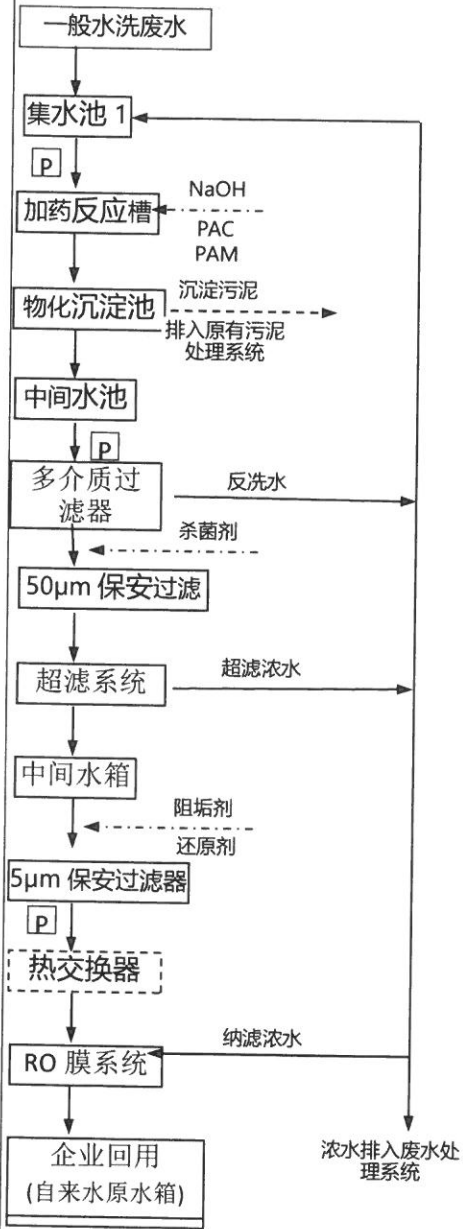 一般水洗废水
集水池 1
P
NaOH
加药反应槽
PAC
PAM
沉淀污泥
物化沉淀池
排入原有污泥
处理系统
中间水池
P
多介质过
滤器
反冼水
杀菌剂
50μm 保安过滤
超滤系统
超滤浓水
中间水箱
阻垢剂
还原剂
5μm 保安过滤器
P
热交换器
纳滤浓水
RO 膜系统
企业回用
(自来水原水箱)
浓水排入废水处
理系统